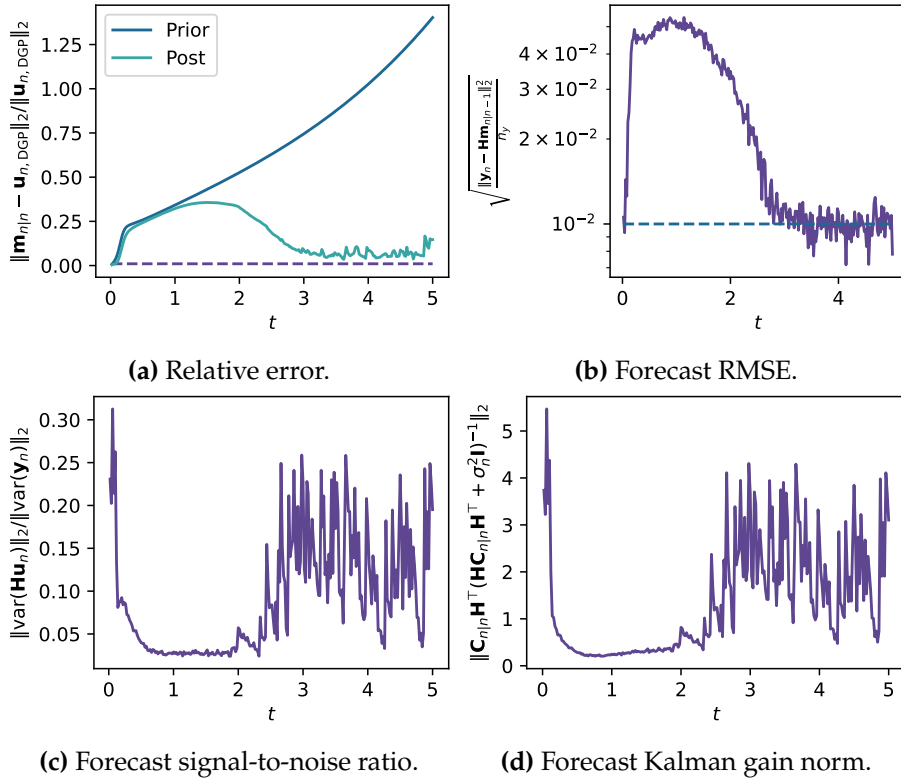 ‖m_{n|n} − u_{n, DGP}‖₂/‖u_{n, DGP}‖₂
1.25
1.00
0.75
0.50
0.25
0.00
Prior
Post
0 1 2 3 4 5
t
(a) Relative error.
√(‖y_n − Hm_{n|n−1}‖₂²/n_y)
4 × 10⁻²
3 × 10⁻²
2 × 10⁻²
10⁻²
0 2 4
t
(b) Forecast RMSE.
‖var(Hu_n)‖₂/‖var(y_n)‖₂
0.30
0.25
0.20
0.15
0.10
0.05
0 1 2 3 4 5
t
(c) Forecast signal-to-noise ratio.
‖C_{n|n}H^⊤(HC_{n|n}H^⊤ + σ_n²I)⁻¹‖₂
5
4
3
2
1
0
0 1 2 3 4 5
t
(d) Forecast Kalman gain norm.